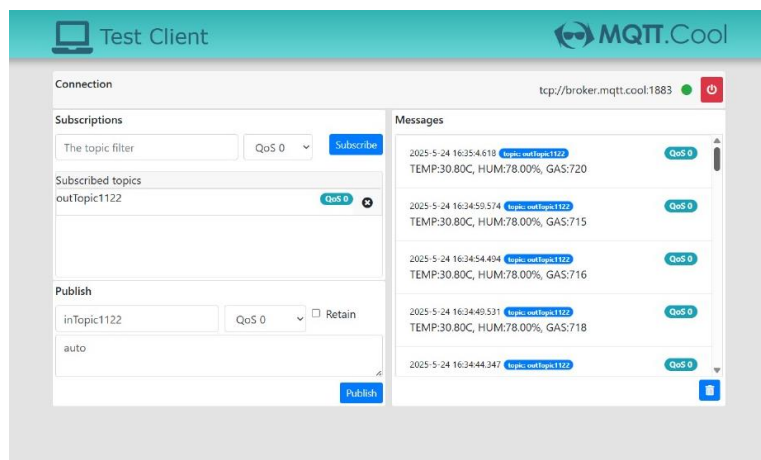 Test Client
MQTT.Cool
Connection
tcp://broker.mqtt.cool:1883
Subscriptions
The topic filter
QoS 0
Subscribe
Subscribed topics
outTopic1122
QoS 0
Publish
inTopic1122
QoS 0
Retain
auto
Publish
Messages
2025-5-24 16:35:4.618 topic: outTopic1122 QoS 0
TEMP:30.80C, HUM:78.00%, GAS:720
2025-5-24 16:34:59.574 topic: outTopic1122 QoS 0
TEMP:30.80C, HUM:78.00%, GAS:715
2025-5-24 16:34:54.494 topic: outTopic1122 QoS 0
TEMP:30.80C, HUM:78.00%, GAS:716
2025-5-24 16:34:49.531 topic: outTopic1122 QoS 0
TEMP:30.80C, HUM:78.00%, GAS:718
2025-5-24 16:34:44.347 topic: outTopic1122 QoS 0